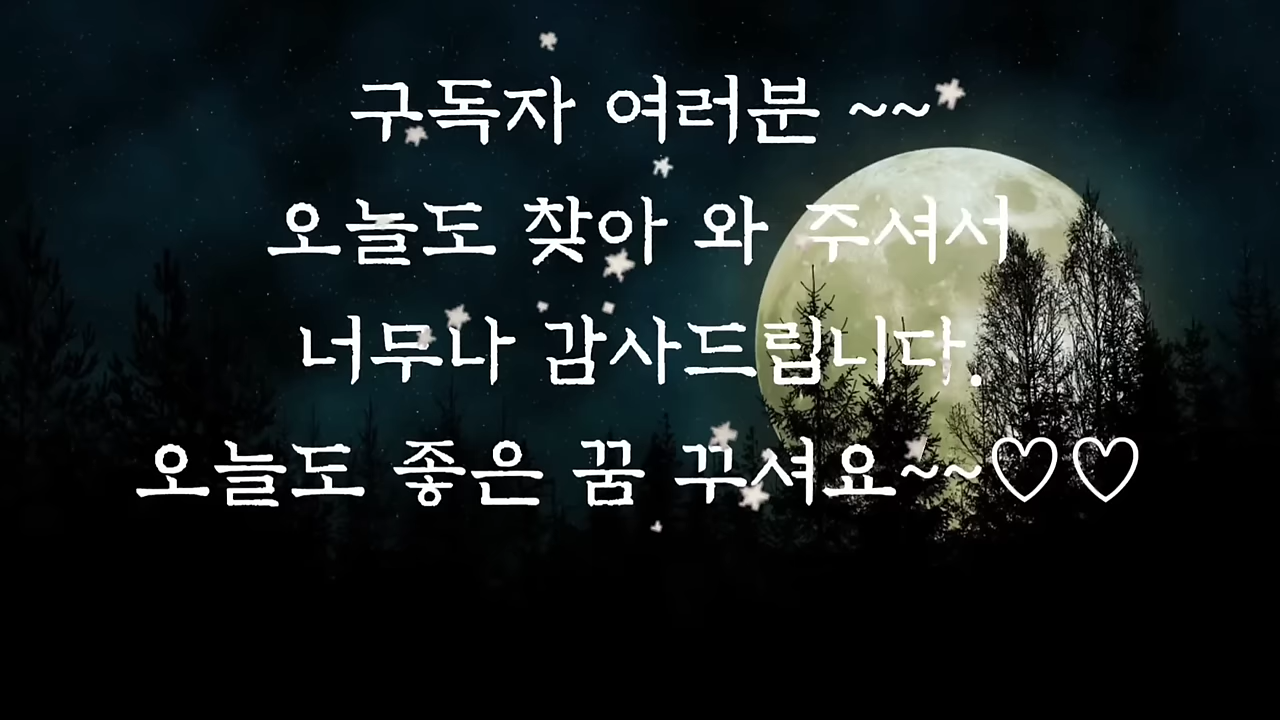 구독자 여러분 ~~
오늘도 찾아 와 주셔서
너무나 감사드립니다.
오늘도 좋은 꿈 꾸셔요~~♡♡